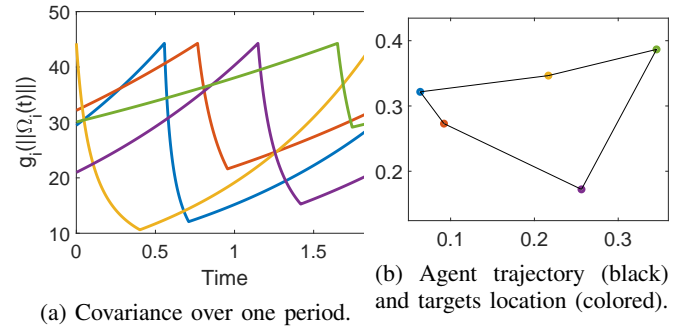 50
40
30
20
10
g_i(||Ω_i(t)||)
0 0.5 1 1.5
Time
(a) Covariance over one period.
0.4
0.3
0.2
0.1 0.2 0.3
(b) Agent trajectory (black)
and targets location (colored).